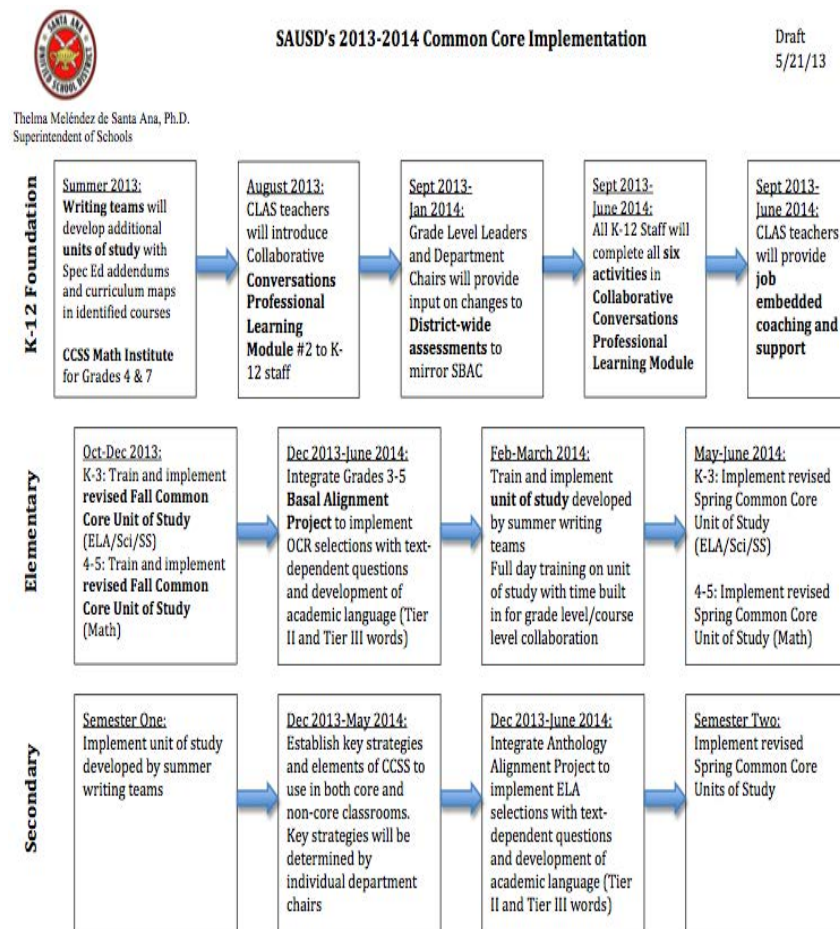 SANTA ANA
UNIFIED SCHOOL DISTRICT
SAUSD's 2013-2014 Common Core Implementation
Draft
5/21/13
Thelma Meléndez de Santa Ana, Ph.D.
Superintendent of Schools
K-12 Foundation
Summer 2013:
Writing teams will
develop additional
units of study with
Spec Ed addendums
and curriculum maps
in identified courses
CCSS Math Institute
for Grades 4 & 7
August 2013:
CLAS teachers
will introduce
Collaborative
Conversations
Professional
Learning
Module #2 to K-
12 staff
Sept 2013-
Jan 2014:
Grade Level Leaders
and Department
Chairs will provide
input on changes to
District-wide
assessments to
mirror SBAC
Sept 2013-
June 2014:
All K-12 Staff will
complete all six
activities in
Collaborative
Conversations
Professional
Learning Module
Sept 2013-
June 2014:
CLAS teachers
will provide
job
embedded
coaching and
support
Elementary
Oct-Dec 2013:
K-3: Train and implement
revised Fall Common
Core Unit of Study
(ELA/Sci/SS)
4-5: Train and implement
revised Fall Common
Core Unit of Study
(Math)
Dec 2013-June 2014:
Integrate Grades 3-5
Basal Alignment
Project to implement
OCR selections with text-
dependent questions
and development of
academic language (Tier
II and Tier III words)
Feb-March 2014:
Train and implement
unit of study developed
by summer writing
teams
Full day training on unit
of study with time built
in for grade level/course
level collaboration
May-June 2014:
K-3: Implement revised
Spring Common Core
Unit of Study
(ELA/Sci/SS)
4-5: Implement revised
Spring Common Core
Unit of Study (Math)
Secondary
Semester One:
Implement unit of study
developed by summer
writing teams
Dec 2013-May 2014:
Establish key strategies
and elements of CCSS to
use in both core and
non-core classrooms.
Key strategies will be
determined by
individual department
chairs
Dec 2013-June 2014:
Integrate Anthology
Alignment Project to
implement ELA
selections with text-
dependent questions
and development of
academic language (Tier
II and Tier III words)
Semester Two:
Implement revised
Spring Common Core
Units of Study